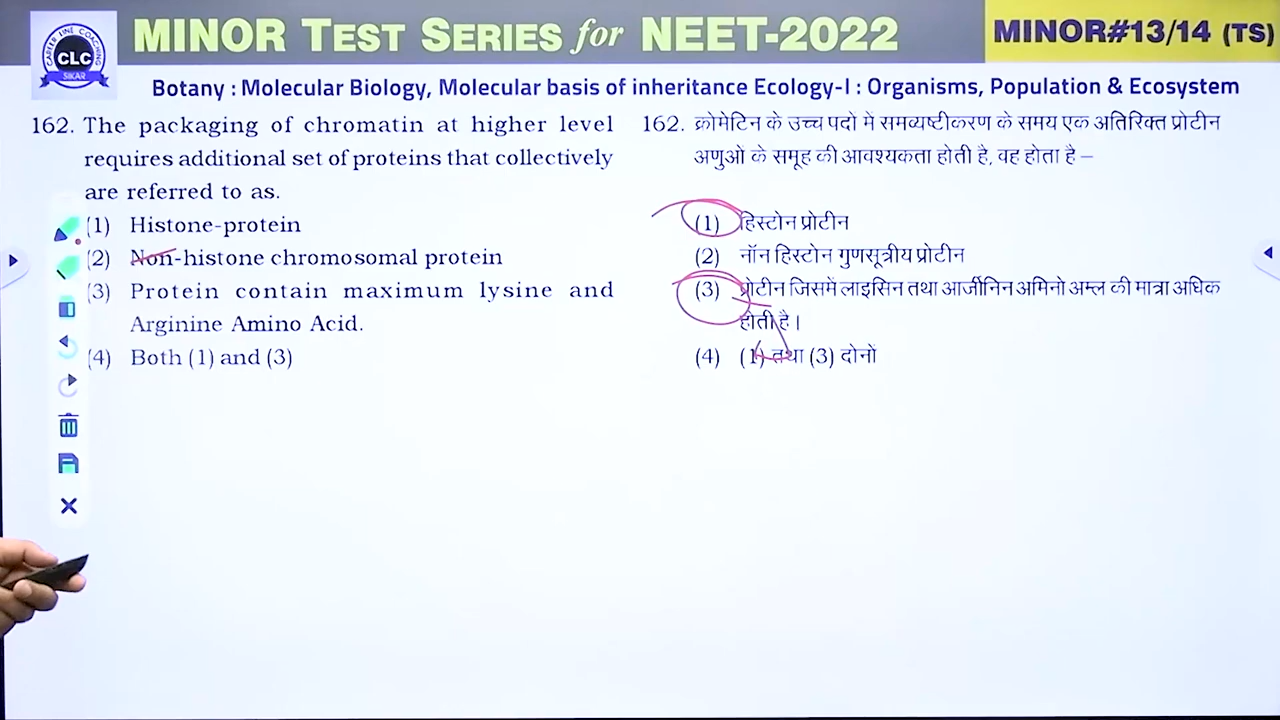 CAREER LINE COACHING
CLC
SIKAR
MINOR TEST SERIES for NEET-2022
MINOR#13/14 (TS)
Botany : Molecular Biology, Molecular basis of inheritance Ecology-I : Organisms, Population & Ecosystem
162. The packaging of chromatin at higher level
requires additional set of proteins that collectively
are referred to as.
(1) Histone-protein
(2) Non-histone chromosomal protein
(3) Protein contain maximum lysine and
Arginine Amino Acid.
(4) Both (1) and (3)
162. क्रोमेटिन के उच्च पदों में समव्यष्टीकरण के समय एक अतिरिक्त प्रोटीन
अणुओं के समूह की आवश्यकता होती है, वह होता है –
(1) हिस्टोन प्रोटीन
(2) नॉन हिस्टोन गुणसूत्रीय प्रोटीन
(3) प्रोटीन जिसमें लाइसिन तथा आर्जीनिन अमिनो अम्ल की मात्रा अधिक
होती है।
(4) (1) तथा (3) दोनों